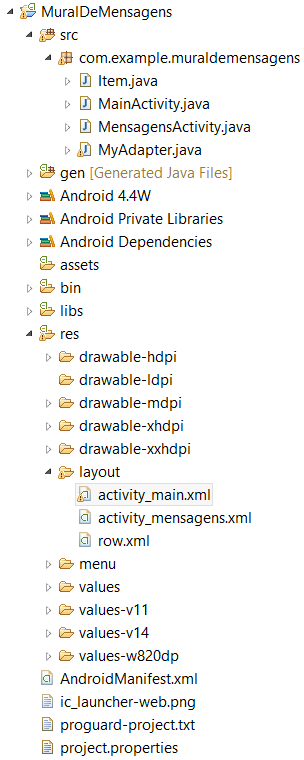 MuralDeMensagens
src
com.example.muraldemensagens
Item.java
MainActivity.java
MensagensActivity.java
MyAdapter.java
gen [Generated Java Files]
Android 4.4W
Android Private Libraries
Android Dependencies
assets
bin
libs
res
drawable-hdpi
drawable-ldpi
drawable-mdpi
drawable-xhdpi
drawable-xxhdpi
layout
activity_main.xml
activity_mensagens.xml
row.xml
menu
values
values-v11
values-v14
values-w820dp
AndroidManifest.xml
ic_launcher-web.png
proguard-project.txt
project.properties